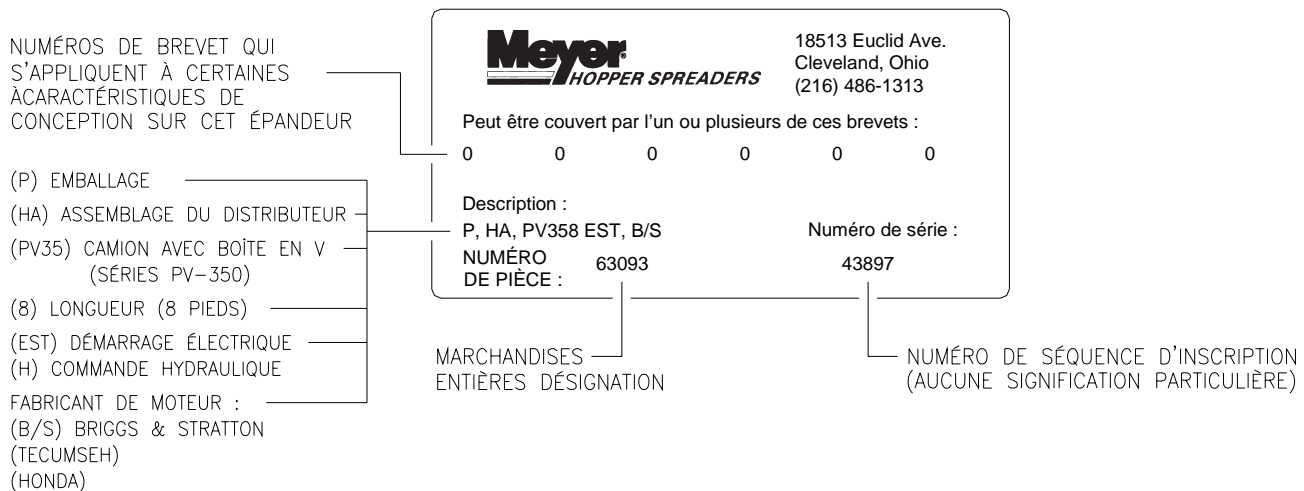 NUMÉROS DE BREVET QUI
S'APPLIQUENT À CERTAINES
ÀCARACTÉRISTIQUES DE
CONCEPTION SUR CET ÉPANDEUR
(P) EMBALLAGE
(HA) ASSEMBLAGE DU DISTRIBUTEUR
(PV35) CAMION AVEC BOÎTE EN V
(SÉRIES PV-350)
(8) LONGUEUR (8 PIEDS)
(EST) DÉMARRAGE ÉLECTRIQUE
(H) COMMANDE HYDRAULIQUE
FABRICANT DE MOTEUR :
(B/S) BRIGGS & STRATTON
(TECUMSEH)
(HONDA)
Meyer®
HOPPER SPREADERS
18513 Euclid Ave.
Cleveland, Ohio
(216) 486-1313
Peut être couvert par l'un ou plusieurs de ces brevets :
0 0 0 0 0 0
Description :
P, HA, PV358 EST, B/S
Numéro de série :
NUMÉRO
DE PIÈCE :
63093
43897
MARCHANDISES
ENTIÈRES DÉSIGNATION
NUMÉRO DE SÉQUENCE D'INSCRIPTION
(AUCUNE SIGNIFICATION PARTICULIÈRE)